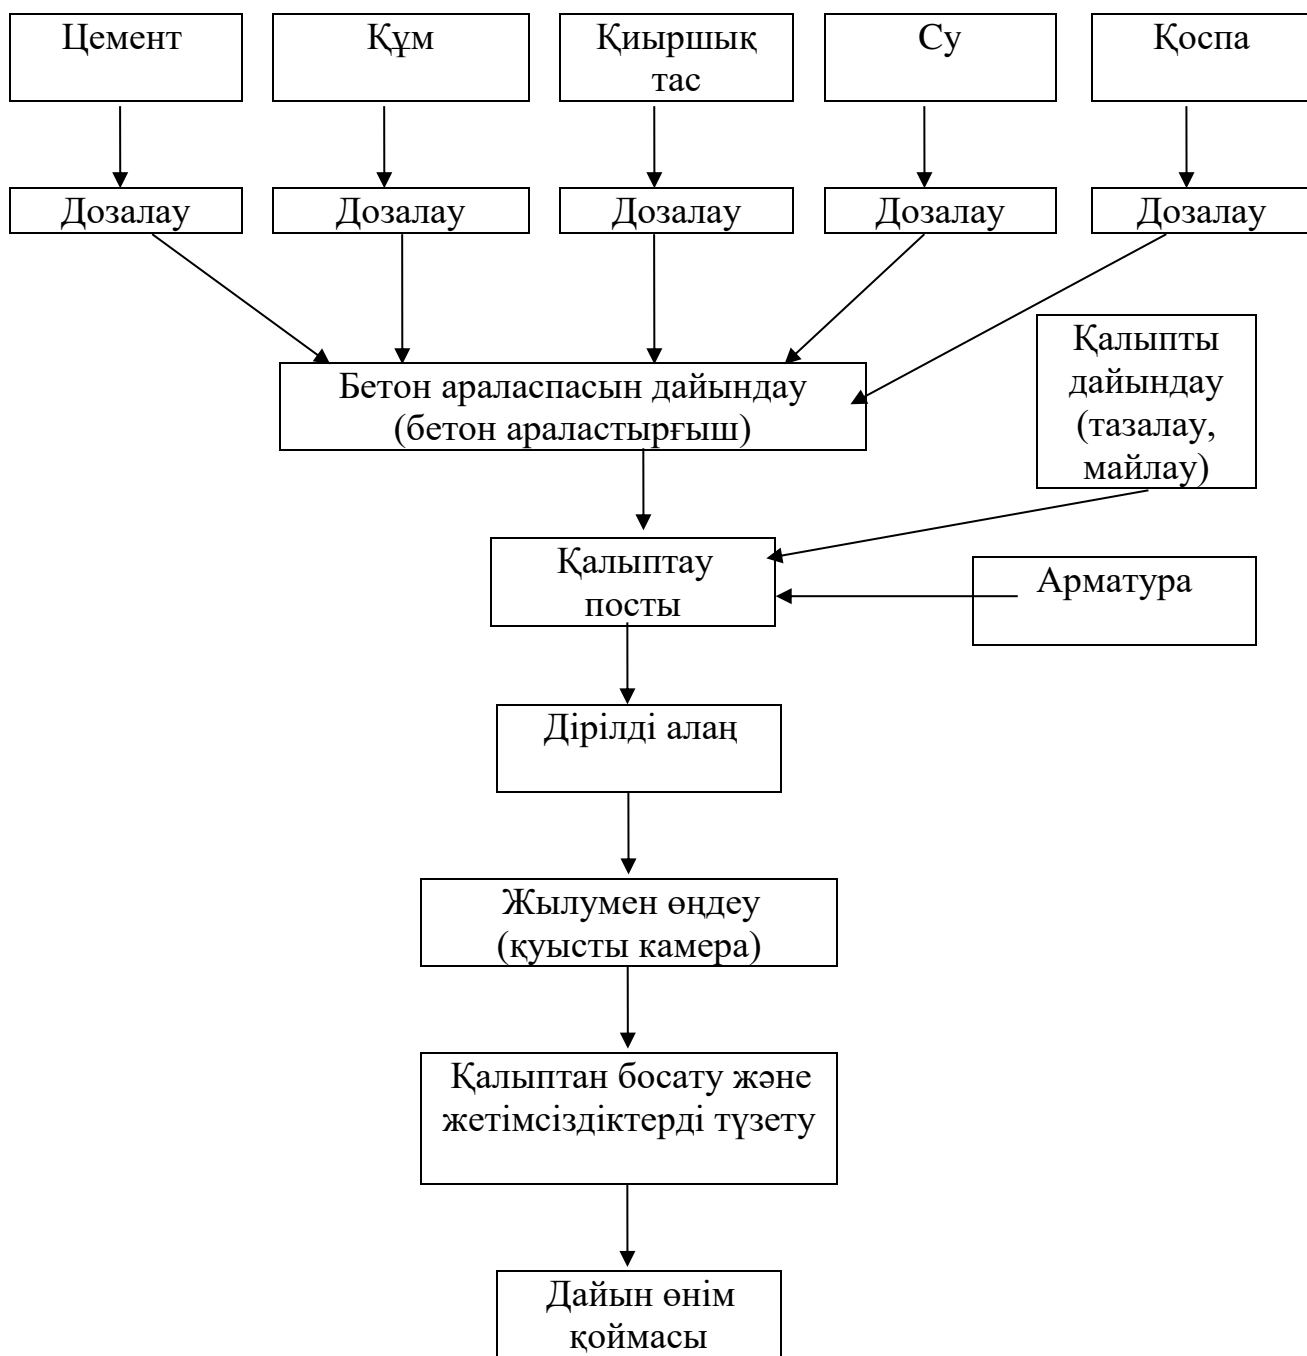 Цемент
Құм
Қиыршық
тас
Су
Қоспа
Дозалау
Дозалау
Дозалау
Дозалау
Дозалау
Бетон араласпасын дайындау
(бетон араластырғыш)
Қалыпты
дайындау
(тазалау,
майлау)
Қалыптау
посты
Арматура
Дірілді алаң
Жылумен өңдеу
(қуысты камера)
Қалыптан босату және
жетімсіздіктерді түзету
Дайын өнім
қоймасы